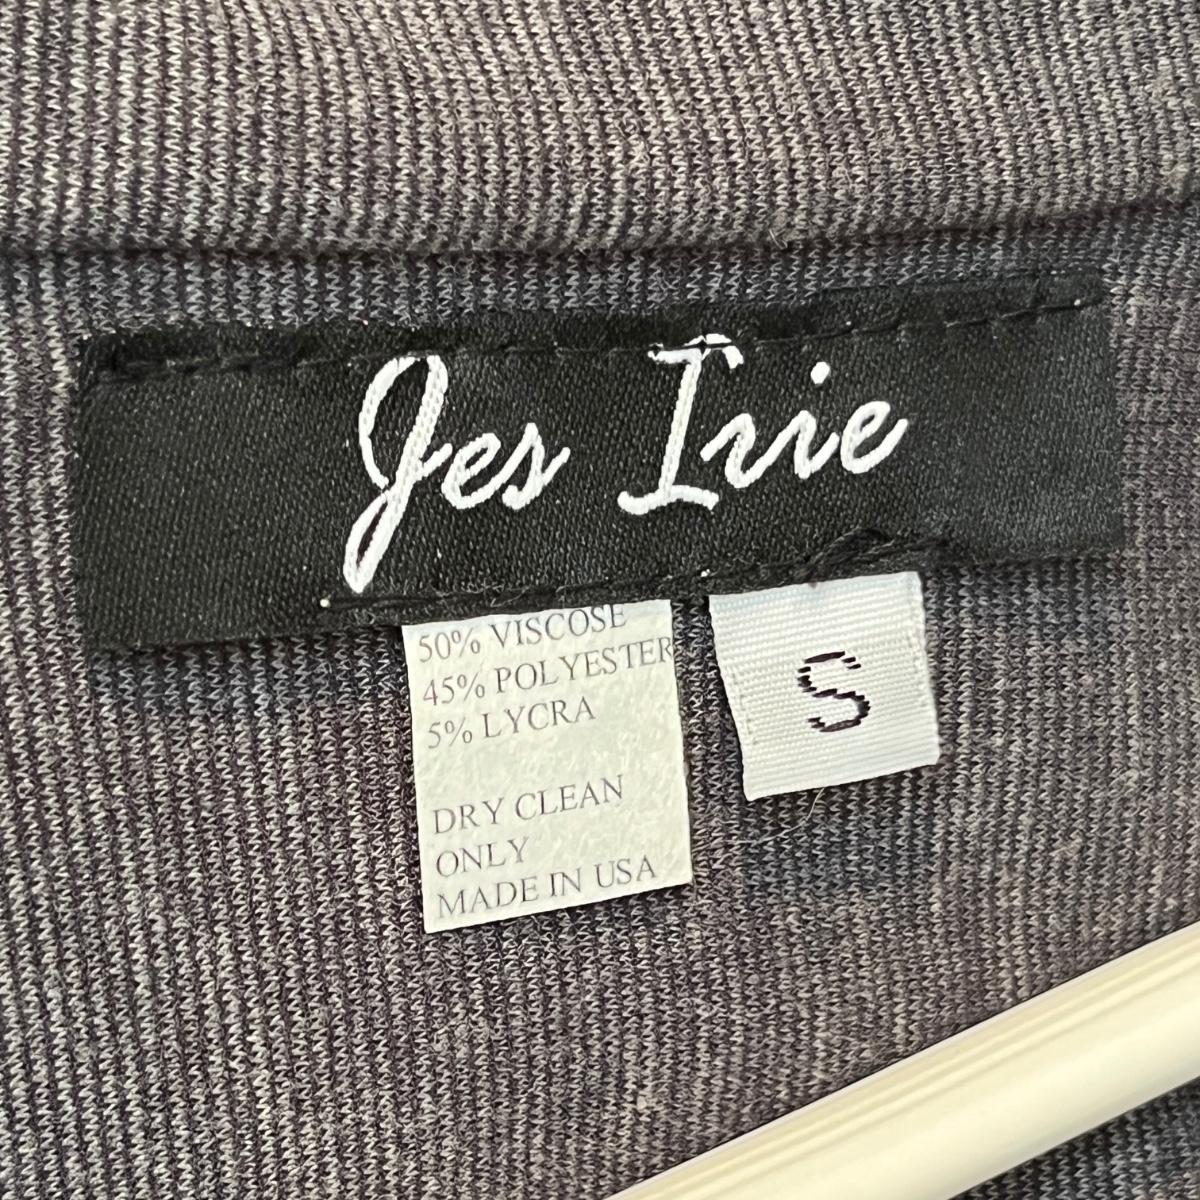 Jes Irie
50% VISCOSE
45% POLYESTER
5% LYCRA
DRY CLEAN
ONLY
MADE IN USA
S